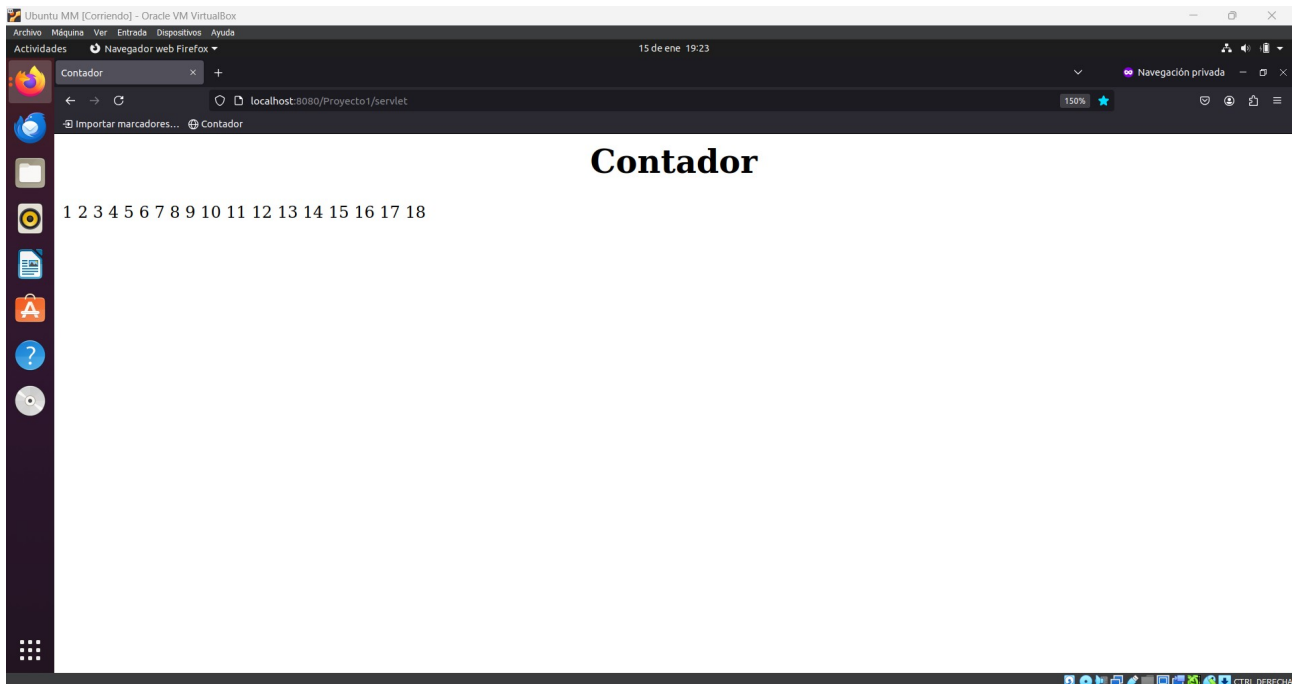 Ubuntu MM [Corriendo] - Oracle VM VirtualBox
Archivo Máquina Ver Entrada Dispositivos Ayuda
Actividades Navegador web Firefox 15 de ene 19:23
Contador Navegación privada
localhost:8080/Proyecto1/servlet 150%
Importar marcadores... Contador
Contador
1 2 3 4 5 6 7 8 9 10 11 12 13 14 15 16 17 18
CTRL DERECHA